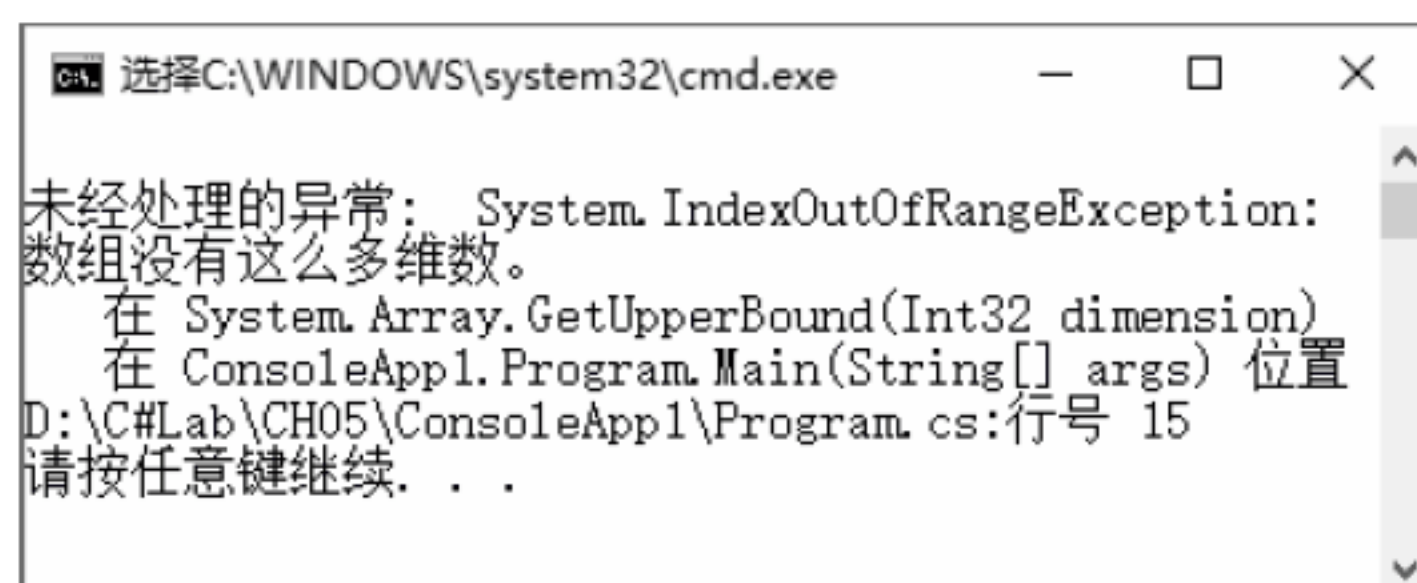 选择C:\WINDOWS\system32\cmd.exe
未经处理的异常: System.IndexOutOfRangeException:
数组没有这么多维数。
在 System.Array.GetUpperBound(Int32 dimension)
在 ConsoleApp1.Program.Main(String[] args) 位置
D:\C#Lab\CH05\ConsoleApp1\Program.cs:行号 15
请按任意键继续. . .